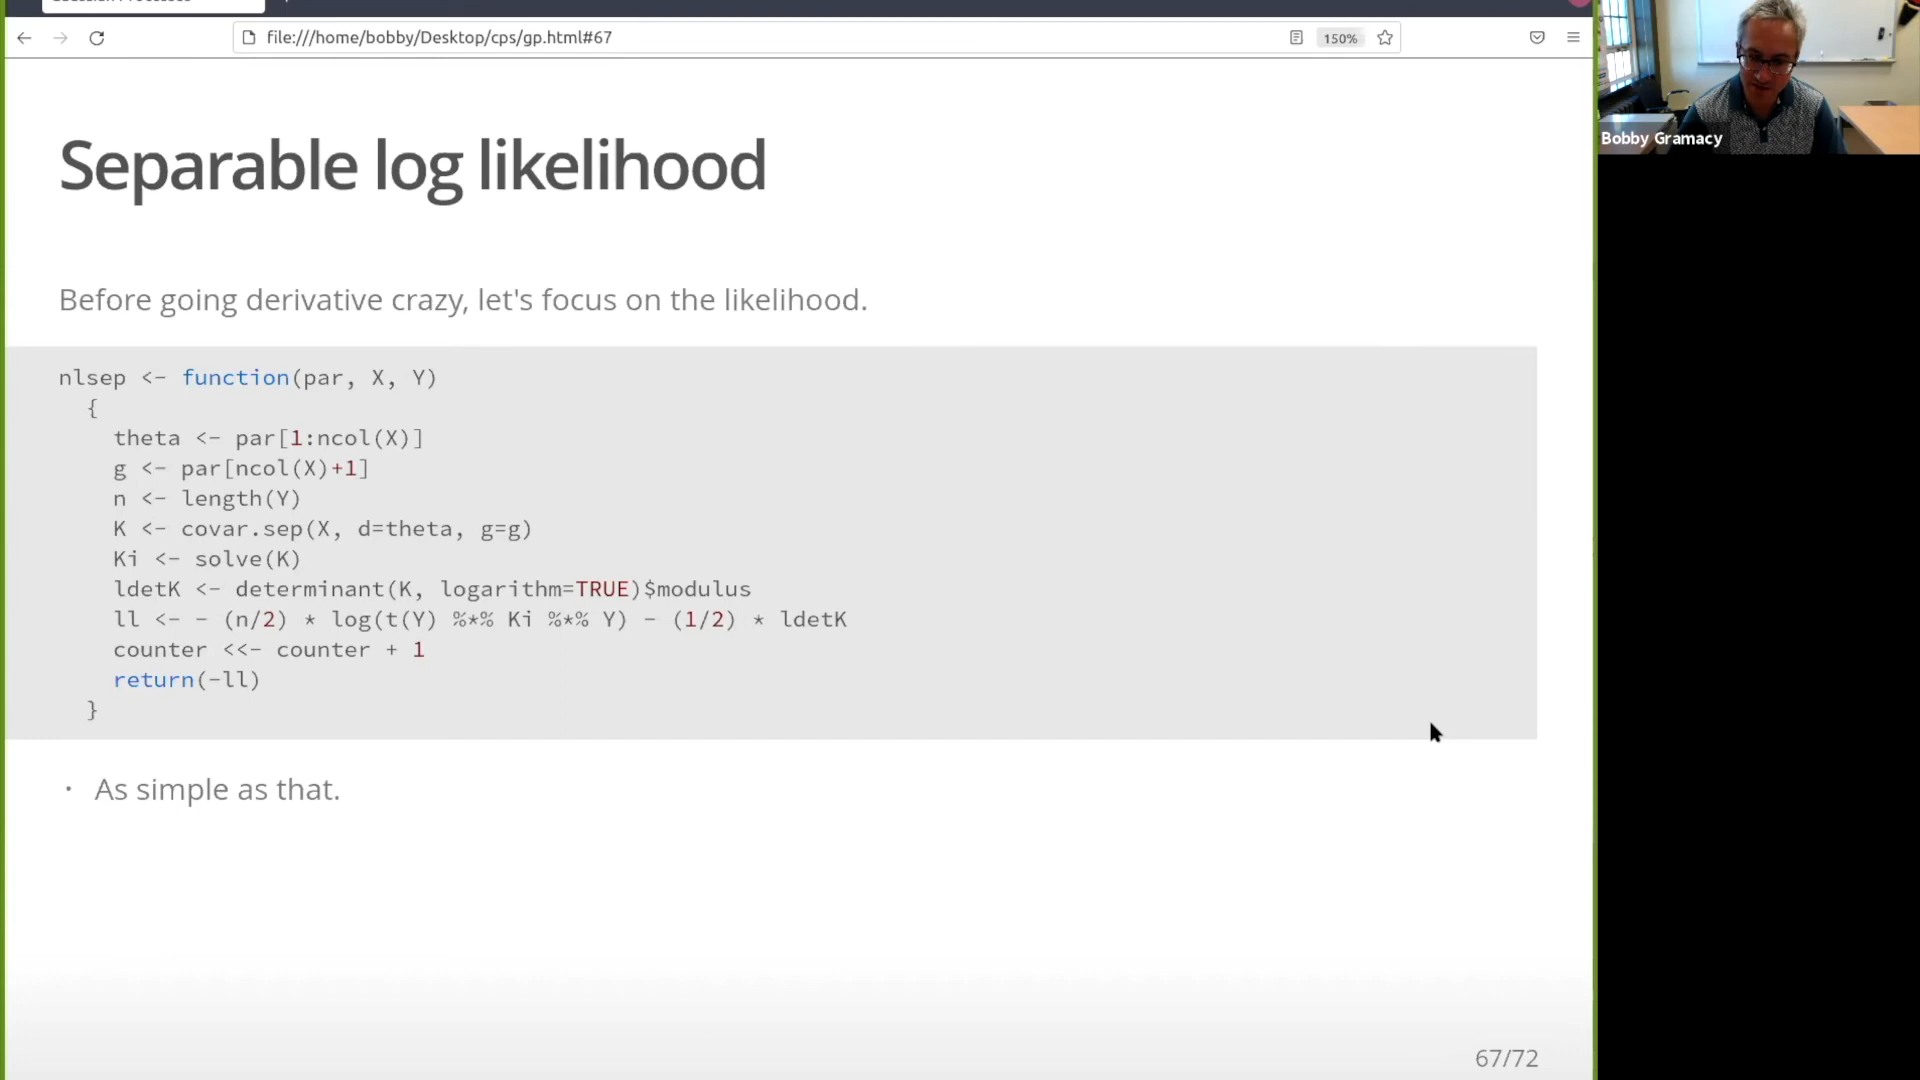 file:///home/bobby/Desktop/cps/gp.html#67
150%
Bobby Gramacy
Separable log likelihood
Before going derivative crazy, let's focus on the likelihood.
nlsep <- function(par, X, Y)
{
theta <- par[1:ncol(X)]
g <- par[ncol(X)+1]
n <- length(Y)
K <- covar.sep(X, d=theta, g=g)
Ki <- solve(K)
ldetK <- determinant(K, logarithm=TRUE)$modulus
ll <- - (n/2) * log(t(Y) %*% Ki %*% Y) - (1/2) * ldetK
counter <<- counter + 1
return(-ll)
}
· As simple as that.
67/72